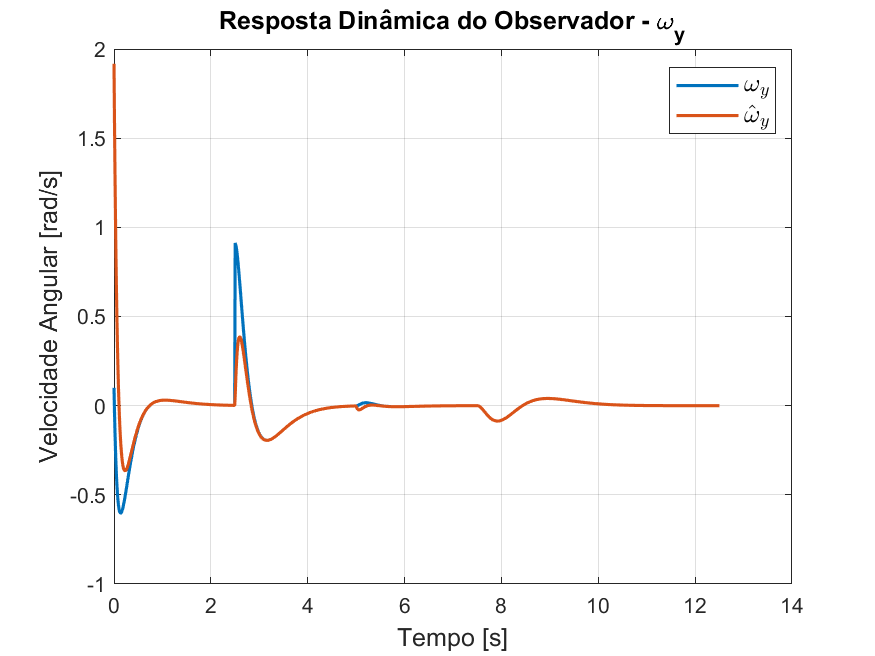 Resposta Dinâmica do Observador - ω_y
Velocidade Angular [rad/s]
2
1.5
1
0.5
0
-0.5
-1
ω_y
ω̂_y
0 2 4 6 8 10 12 14
Tempo [s]